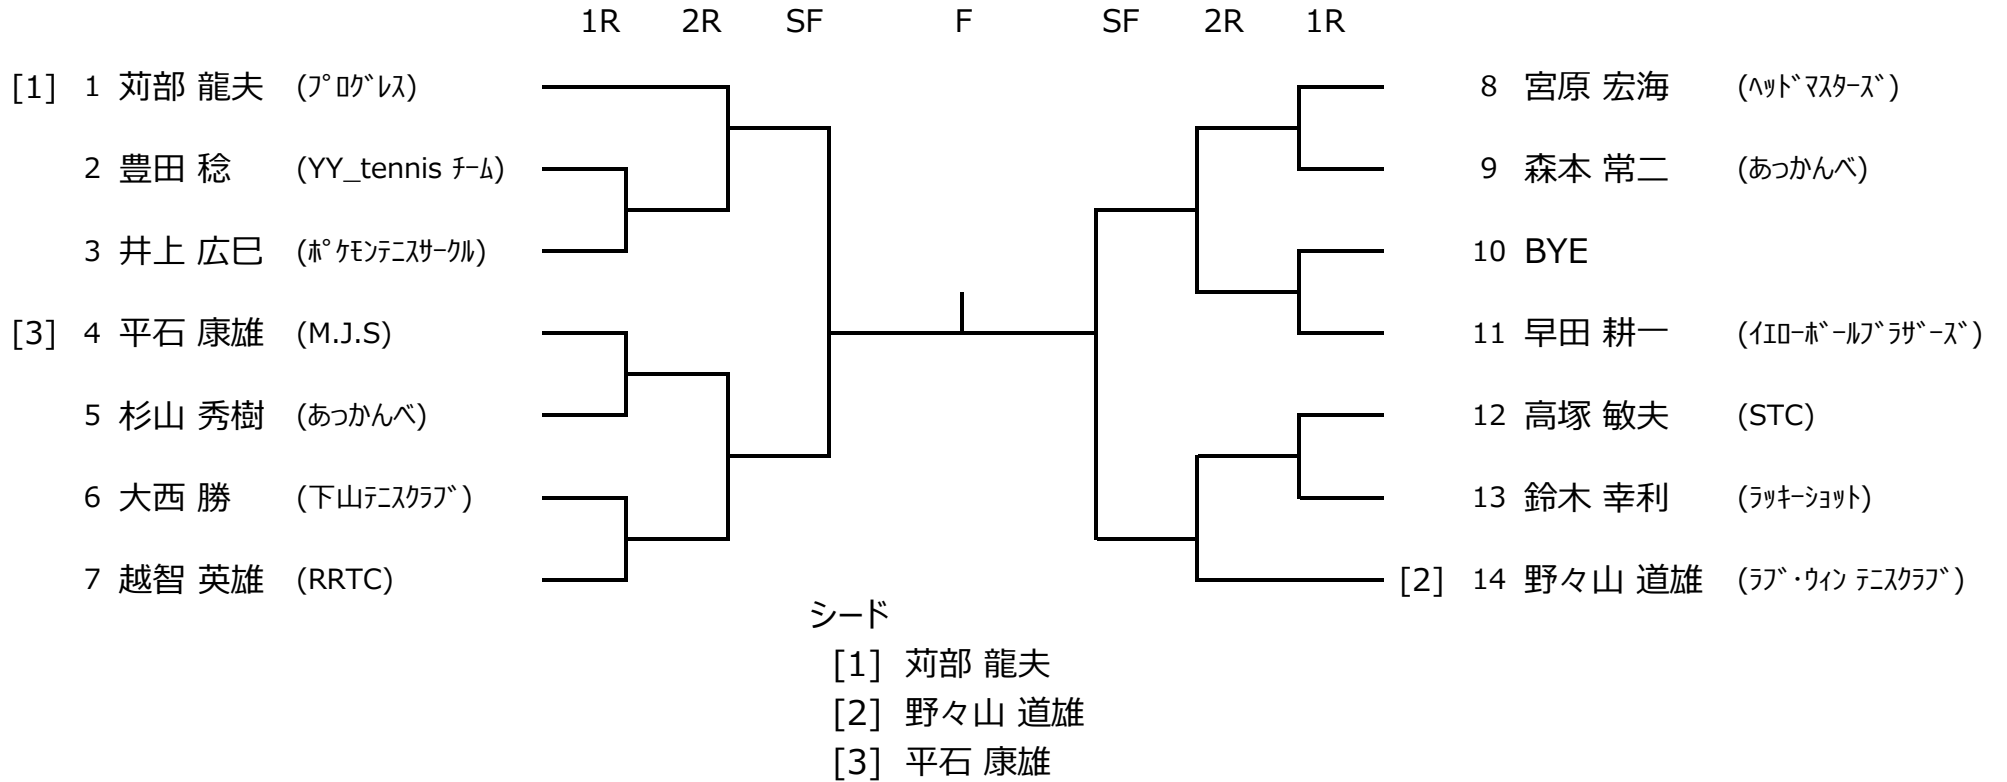 1R 2R SF F SF 2R 1R
[1] 1 苅部 龍夫 (ﾌﾟﾛｸﾞﾚｽ) 8 宮原 宏海 (ﾍｯﾄﾞﾏｽﾀｰｽﾞ)
2 豊田 稔 (YY_tennis ﾁｰﾑ) 9 森本 常二 (あっかんべ)
3 井上 広巳 (ﾎﾟｹﾓﾝﾃﾆｽｻｰｸﾙ) 10 BYE
[3] 4 平石 康雄 (M.J.S) 11 早田 耕一 (ｲｴﾛｰﾎﾞｰﾙﾌﾞﾗｻﾞｰｽﾞ)
5 杉山 秀樹 (あっかんべ) 12 高塚 敏夫 (STC)
6 大西 勝 (下山ﾃﾆｽｸﾗﾌﾞ) 13 鈴木 幸利 (ﾗｯｷｰｼｮｯﾄ)
7 越智 英雄 (RRTC) [2] 14 野々山 道雄 (ﾗﾌﾞ･ｳｨﾝ ﾃﾆｽｸﾗﾌﾞ)
シード
[1] 苅部 龍夫
[2] 野々山 道雄
[3] 平石 康雄